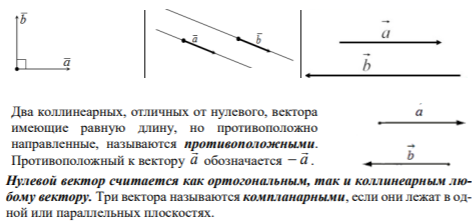 b̅
a̅
a̅
b̅
a⃗
b⃗
Два коллинеарных, отличных от нулевого, вектора
имеющие равную длину, но противоположно
направленные, называются противоположными.
Противоположный к вектору a⃗ обозначается − a⃗ .
a
b⃗
Нулевой вектор считается как ортогональным, так и коллинеарным лю-
бому вектору. Три вектора называются компланарными, если они лежат в од-
ной или параллельных плоскостях.